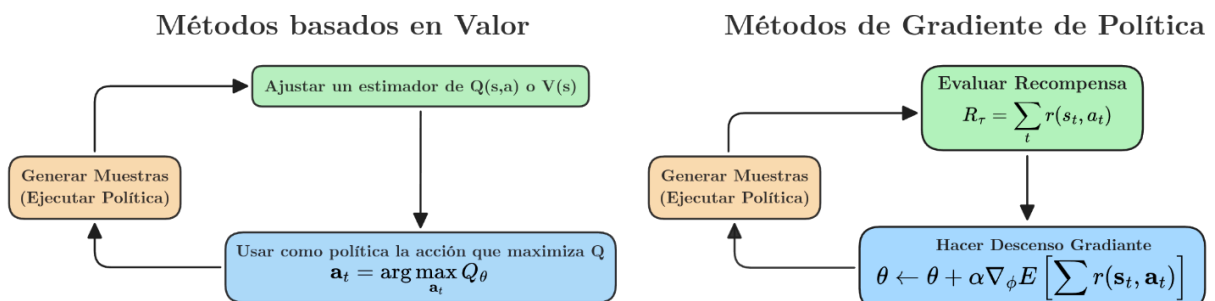 Métodos basados en Valor
Ajustar un estimador de Q(s,a) o V(s)
Generar Muestras
(Ejecutar Política)
Usar como política la acción que maximiza Q
𝐚_t = arg max_{𝐚_t} Q_θ
Métodos de Gradiente de Política
Evaluar Recompensa
R_τ = ∑_t r(s_t, a_t)
Generar Muestras
(Ejecutar Política)
Hacer Descenso Gradiante
θ ← θ + α∇_ϕ E [∑ r(𝐬_t, 𝐚_t)]